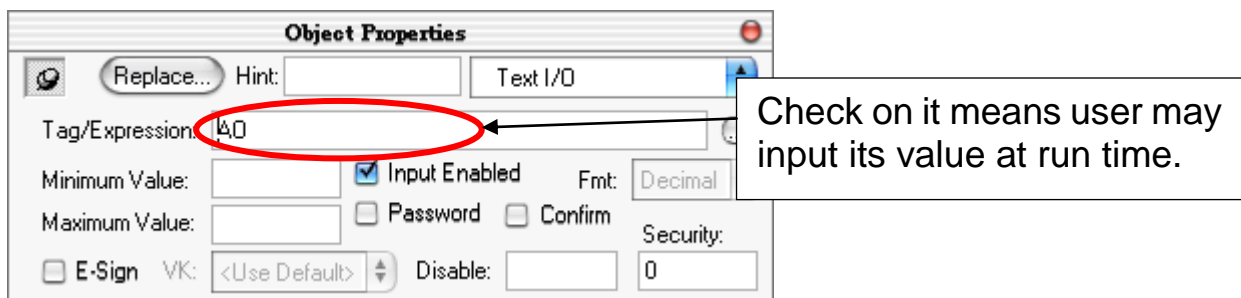 Object Properties
Replace... Hint: Text I/O
Tag/Expression: AO
Check on it means user may
input its value at run time.
Minimum Value: Input Enabled Fmt: Decimal
Maximum Value: Password Confirm
Security:
E-Sign VK: <Use Default> Disable: 0